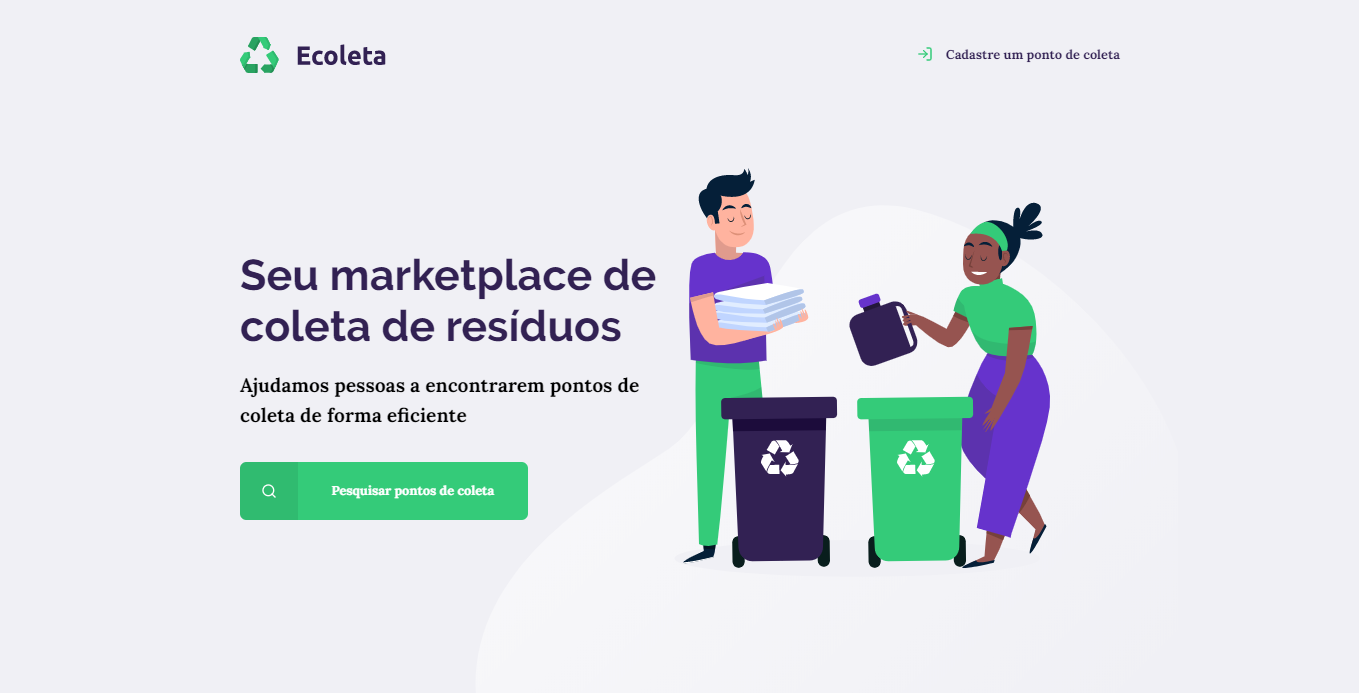 Ecoleta
Cadastre um ponto de coleta
Seu marketplace de
coleta de resíduos
Ajudamos pessoas a encontrarem pontos de
coleta de forma eficiente
Pesquisar pontos de coleta